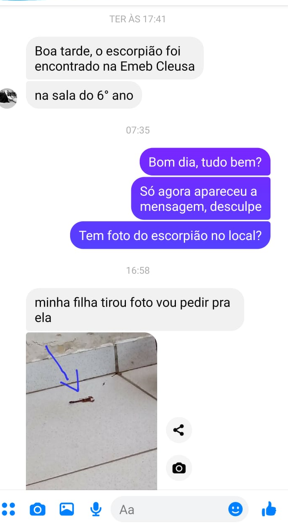 TER ÀS 17:41
Boa tarde, o escorpião foi
encontrado na Emeb Cleusa
na sala do 6° ano
07:35
Bom dia, tudo bem?
Só agora apareceu a
mensagem, desculpe
Tem foto do escorpião no local?
16:58
minha filha tirou foto vou pedir pra
ela
Aa